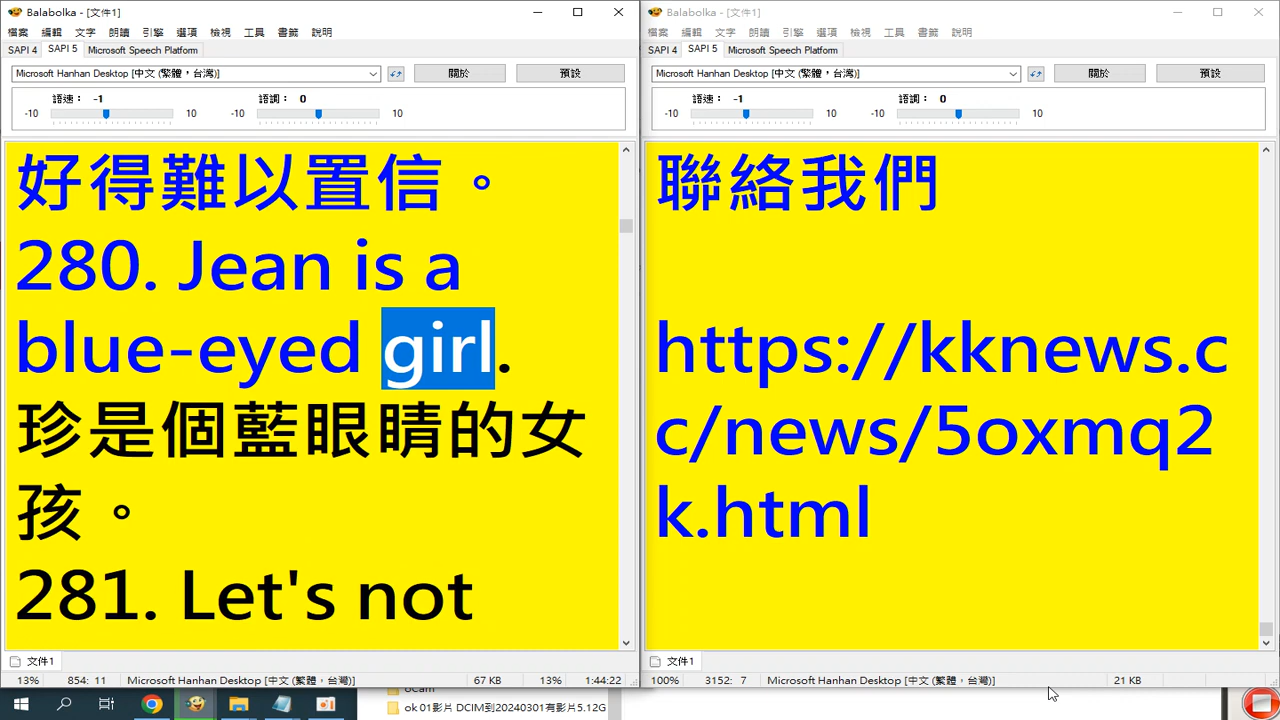 Balabolka - [文件1]
檔案 編輯 文字 朗讀 引擎 選項 檢視 工具 書籤 說明
SAPI 4 SAPI 5 Microsoft Speech Platform
Microsoft Hanhan Desktop [中文 (繁體，台灣)] 關於 預設
語速： -1 語調： 0
-10 10 -10 10
好得難以置信。
280. Jean is a
blue-eyed girl.
珍是個藍眼睛的女
孩。
281. Let's not
文件1
13% 854: 11 Microsoft Hanhan Desktop [中文 (繁體，台灣)] 67 KB 13% 1:44:22
Balabolka - [文件1]
檔案 編輯 文字 朗讀 引擎 選項 檢視 工具 書籤 說明
SAPI 4 SAPI 5 Microsoft Speech Platform
Microsoft Hanhan Desktop [中文 (繁體，台灣)] 關於 預設
語速： -1 語調： 0
-10 10 -10 10
聯絡我們
https://kknews.c
c/news/5oxmq2
k.html
文件1
100% 3152: 7 Microsoft Hanhan Desktop [中文 (繁體，台灣)] 21 KB
ocam
ok 01影片 DCIM到20240301有影片5.12G